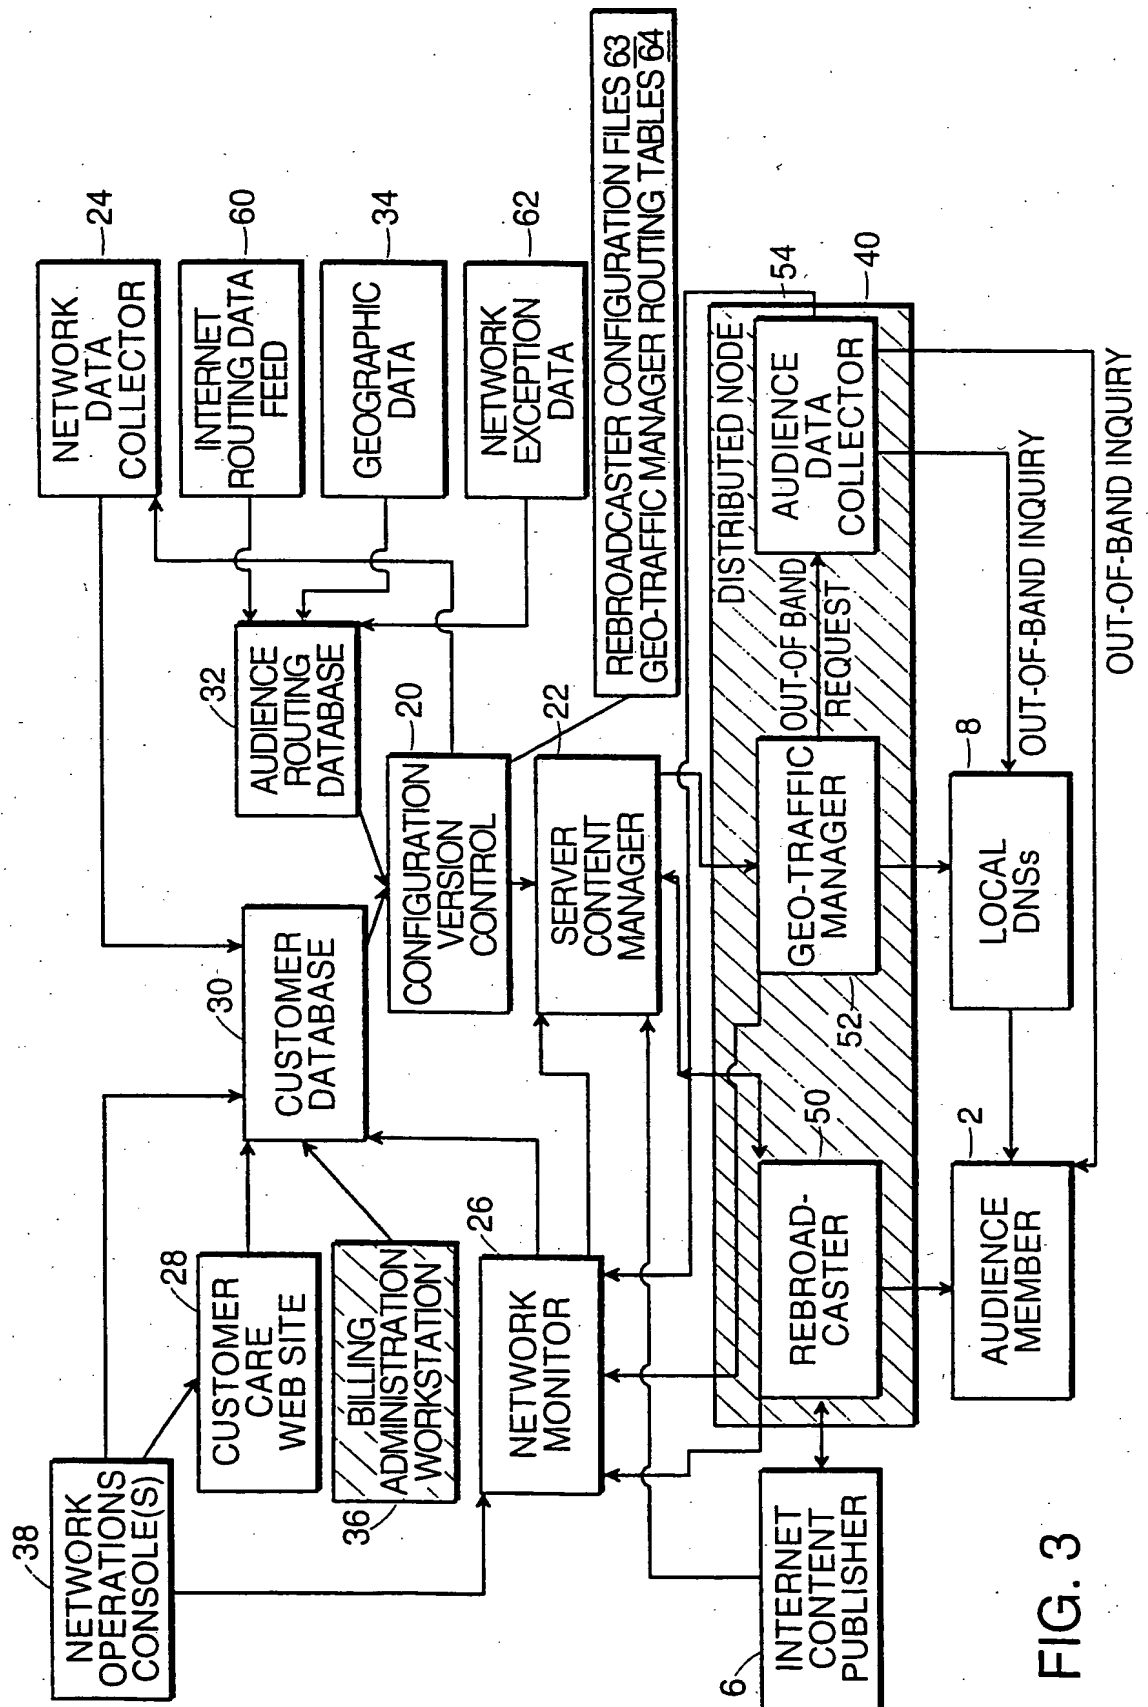 38
NETWORK
OPERATIONS
CONSOLE(S)
28
CUSTOMER
CARE
WEB SITE
BILLING
ADMINISTRATION
WORKSTATION
36
26
NETWORK
MONITOR
6
INTERNET
CONTENT
PUBLISHER
30
CUSTOMER
DATABASE
32
AUDIENCE
ROUTING
DATABASE
20
CONFIGURATION
VERSION
CONTROL
22
SERVER
CONTENT
MANAGER
NETWORK
DATA
COLLECTOR
24
INTERNET
ROUTING DATA
FEED
60
GEOGRAPHIC
DATA
34
NETWORK
EXCEPTION
DATA
62
REBROADCASTER CONFIGURATION FILES 63
GEO-TRAFFIC MANAGER ROUTING TABLES 64
DISTRIBUTED NODE
54
40
REBROAD-
CASTER
50
GEO-TRAFFIC
MANAGER
52
OUT-OF BAND
REQUEST
AUDIENCE
DATA
COLLECTOR
AUDIENCE
MEMBER
2
LOCAL
DNSs
8
OUT-OF-BAND INQUIRY
OUT-OF-BAND INQUIRY
FIG. 3